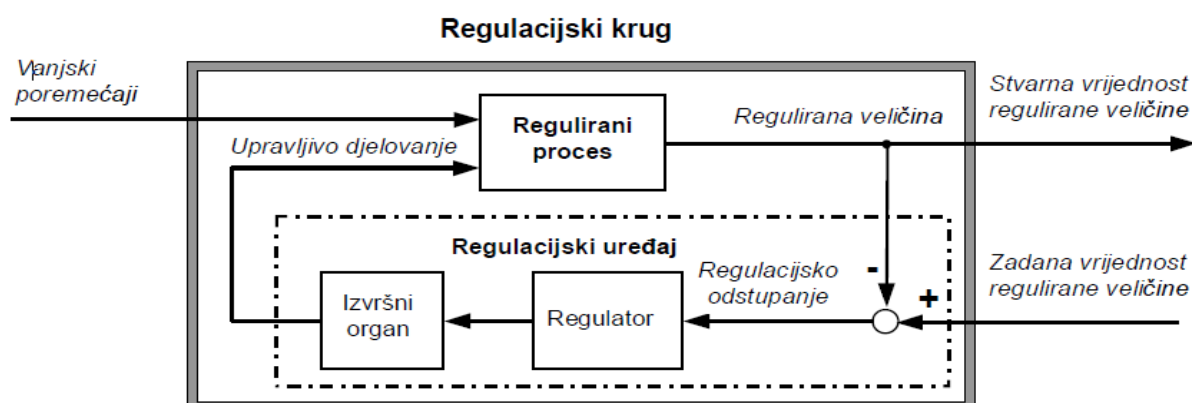 Regulacijski krug
Vanjski
poremećaji
Stvarna vrijednost
regulirane veličine
Regulirani
proces
Regulirana veličina
Upravljivo djelovanje
Regulacijski uređaj
Regulacijsko
odstupanje
-
+
Zadana vrijednost
regulirane veličine
Izvršni
organ
Regulator